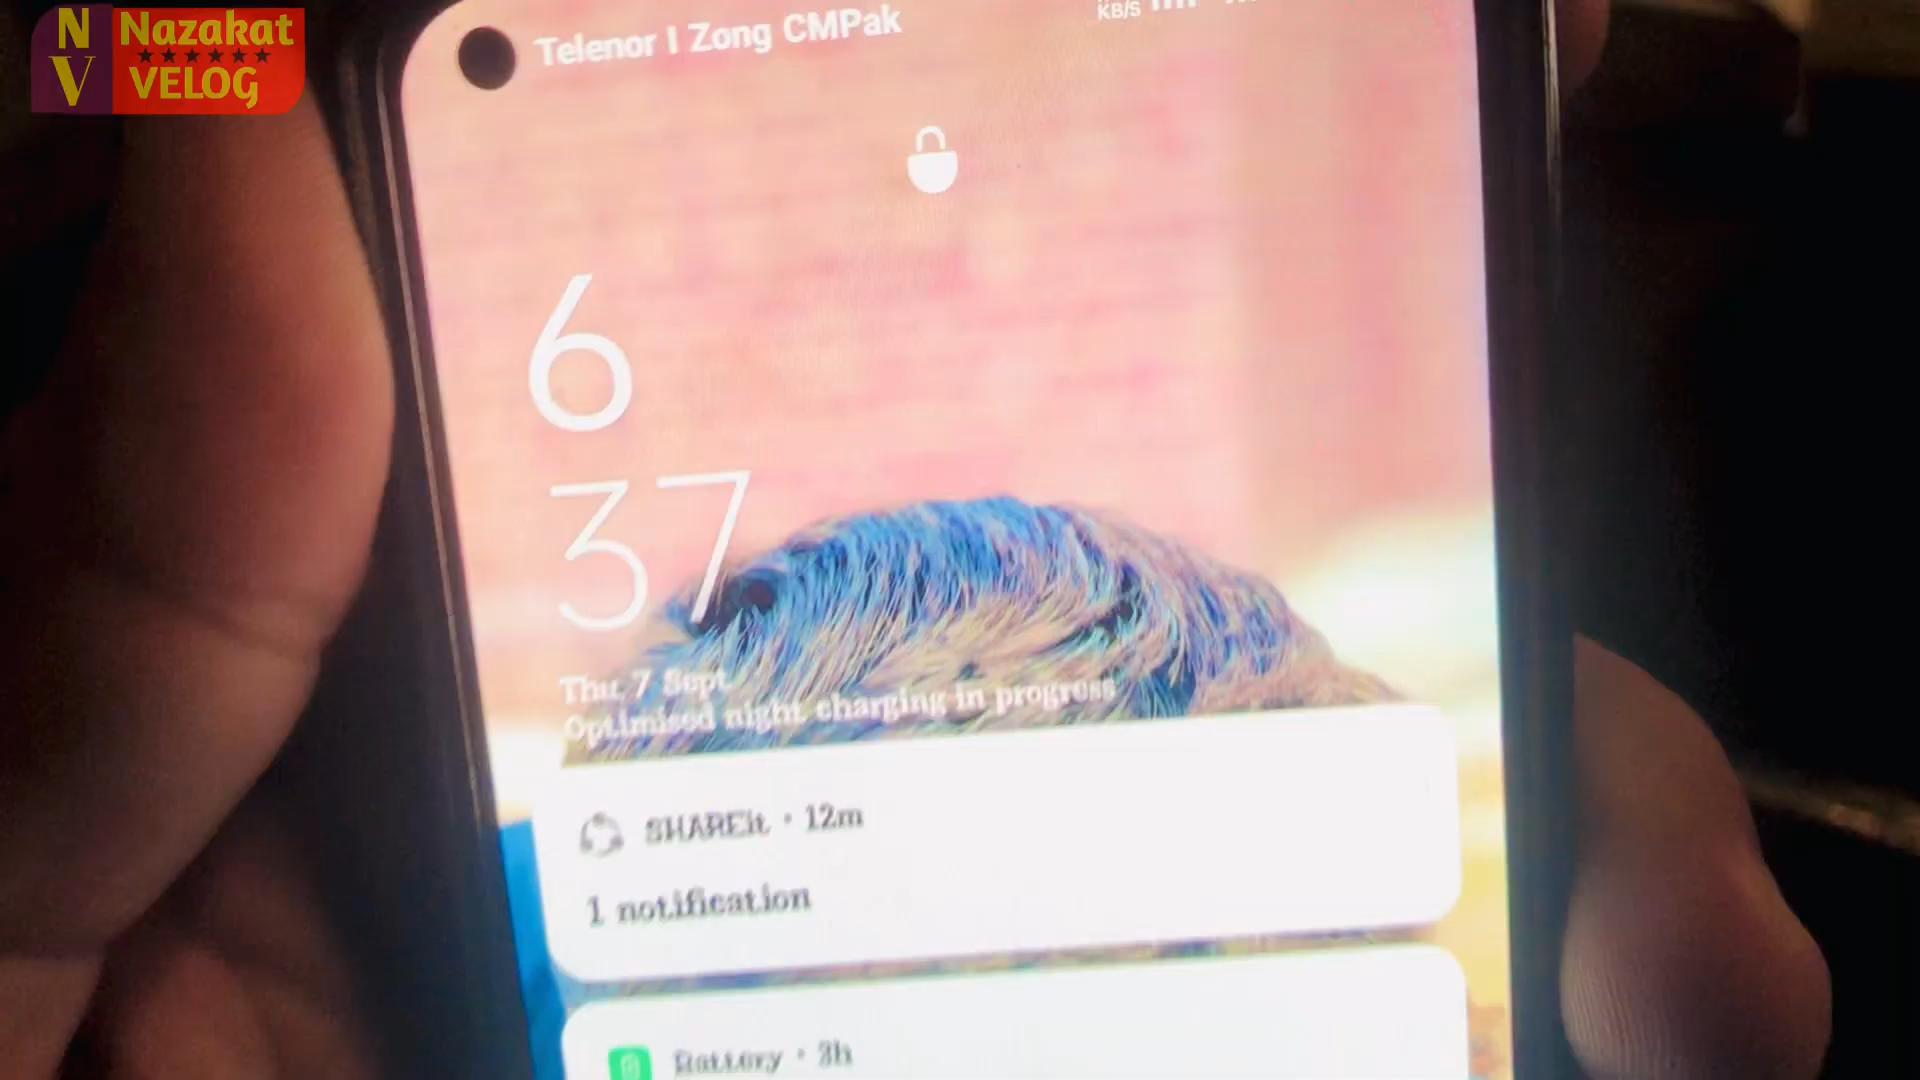 N Nazakat
V VELOG
Telenor | Zong CMPak
KB/s
6
37
Thu, 7 Sept
Optimised night charging in progress
SHAREit • 12m
1 notification
Battery • 3h